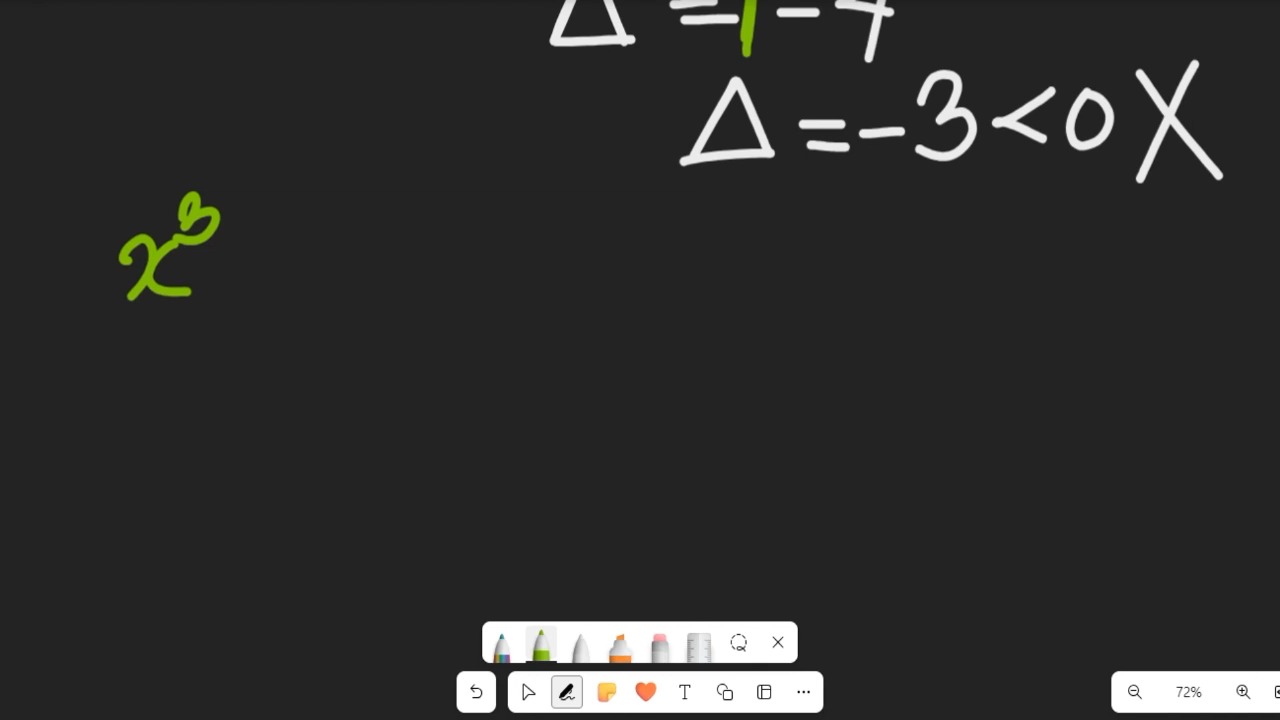 Δ = 1 - 4
Δ = - 3 < 0 X
x³
72%